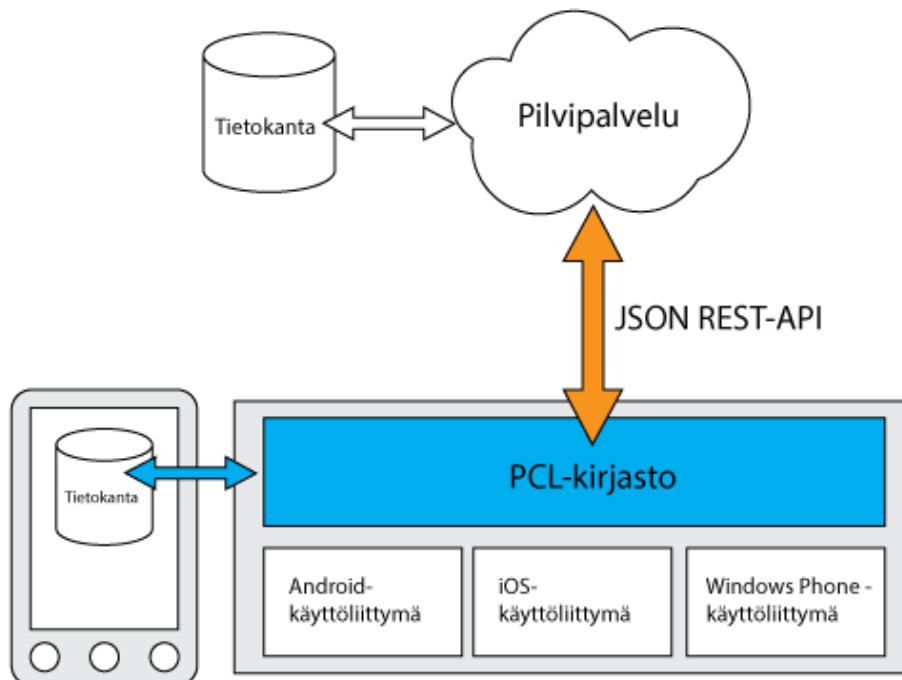 Tietokanta
Pilvipalvelu
JSON REST-API
Tietokanta
PCL-kirjasto
Android-
käyttöliittymä
iOS-
käyttöliittymä
Windows Phone -
käyttöliittymä